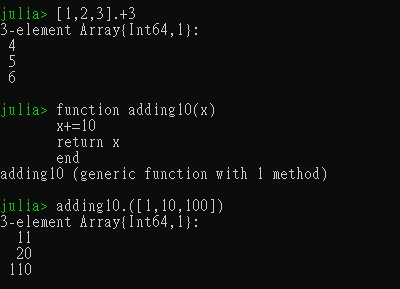 julia> [1,2,3].+3
3-element Array{Int64,1}:
 4
 5
 6
julia> function adding10(x)
       x+=10
       return x
       end
adding10 (generic function with 1 method)
julia> adding10.([1,10,100])
3-element Array{Int64,1}:
  11
  20
 110